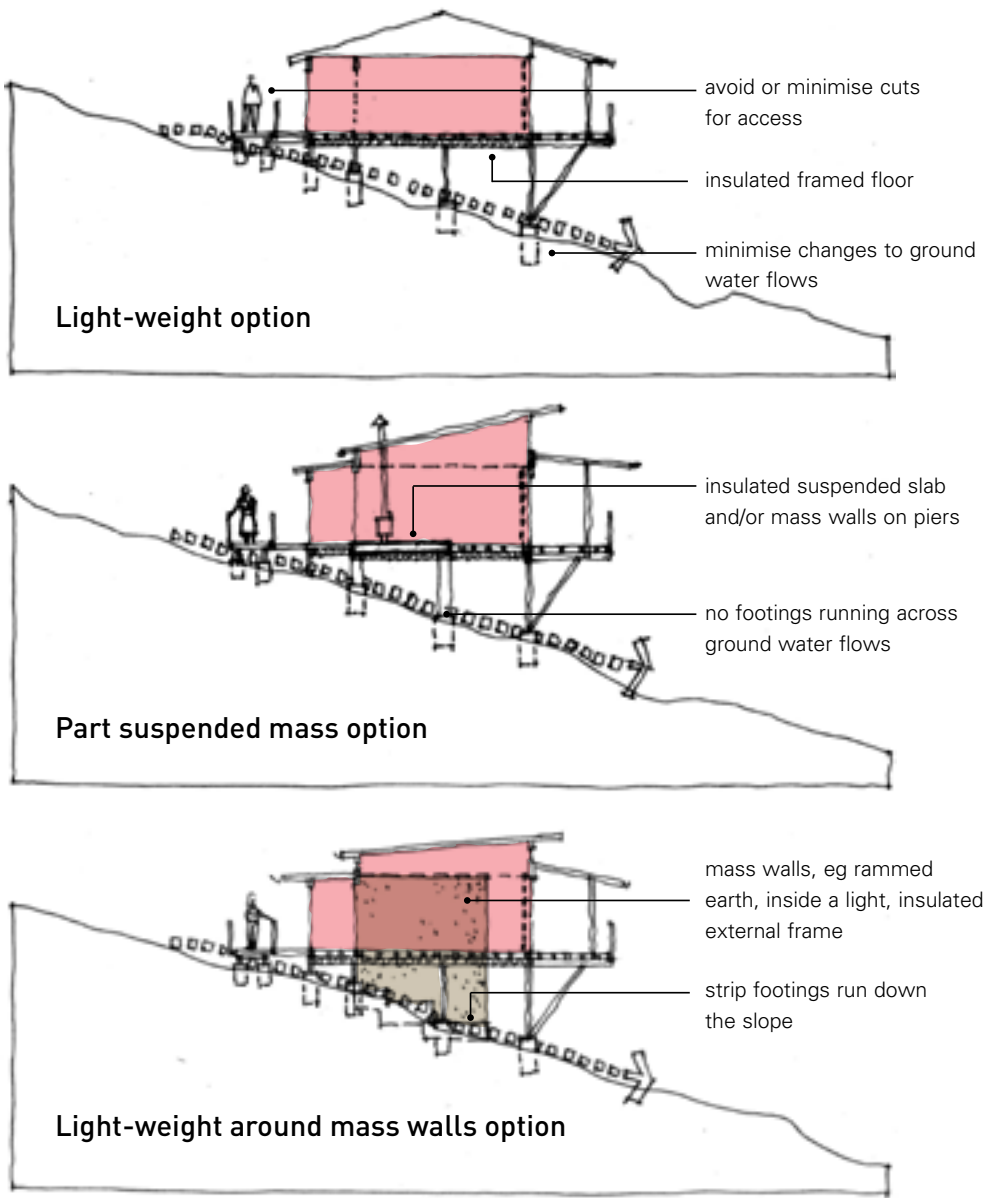 avoid or minimise cuts
for access
insulated framed floor
minimise changes to ground
water flows
Light-weight option
insulated suspended slab
and/or mass walls on piers
no footings running across
ground water flows
Part suspended mass option
mass walls, eg rammed
earth, inside a light, insulated
external frame
strip footings run down
the slope
Light-weight around mass walls option